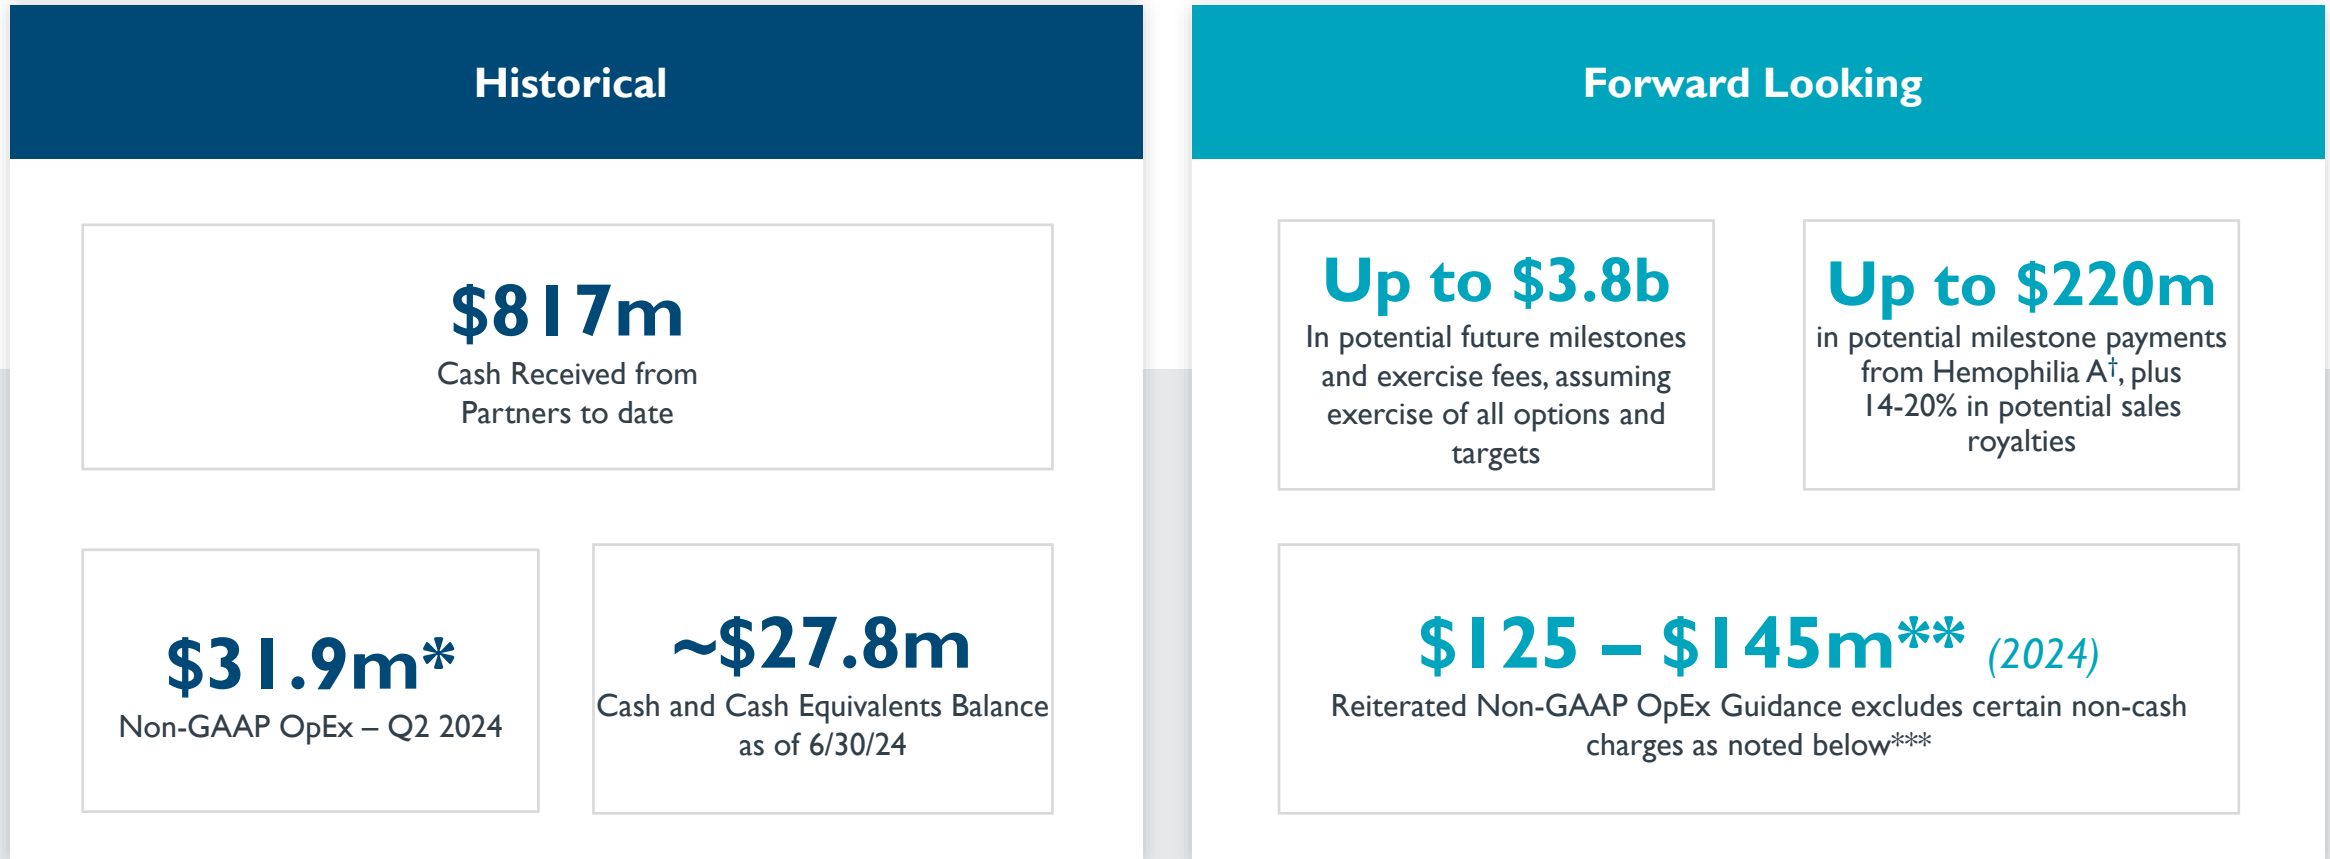 Historical
$817m
Cash Received from
Partners to date
$31.9m*
Non-GAAP OpEx – Q2 2024
~$27.8m
Cash and Cash Equivalents Balance
as of 6/30/24
Forward Looking
Up to $3.8b
In potential future milestones
and exercise fees, assuming
exercise of all options and
targets
Up to $220m
in potential milestone payments
from Hemophilia A†, plus
14-20% in potential sales
royalties
$125 – $145m** (2024)
Reiterated Non-GAAP OpEx Guidance excludes certain non-cash
charges as noted below***